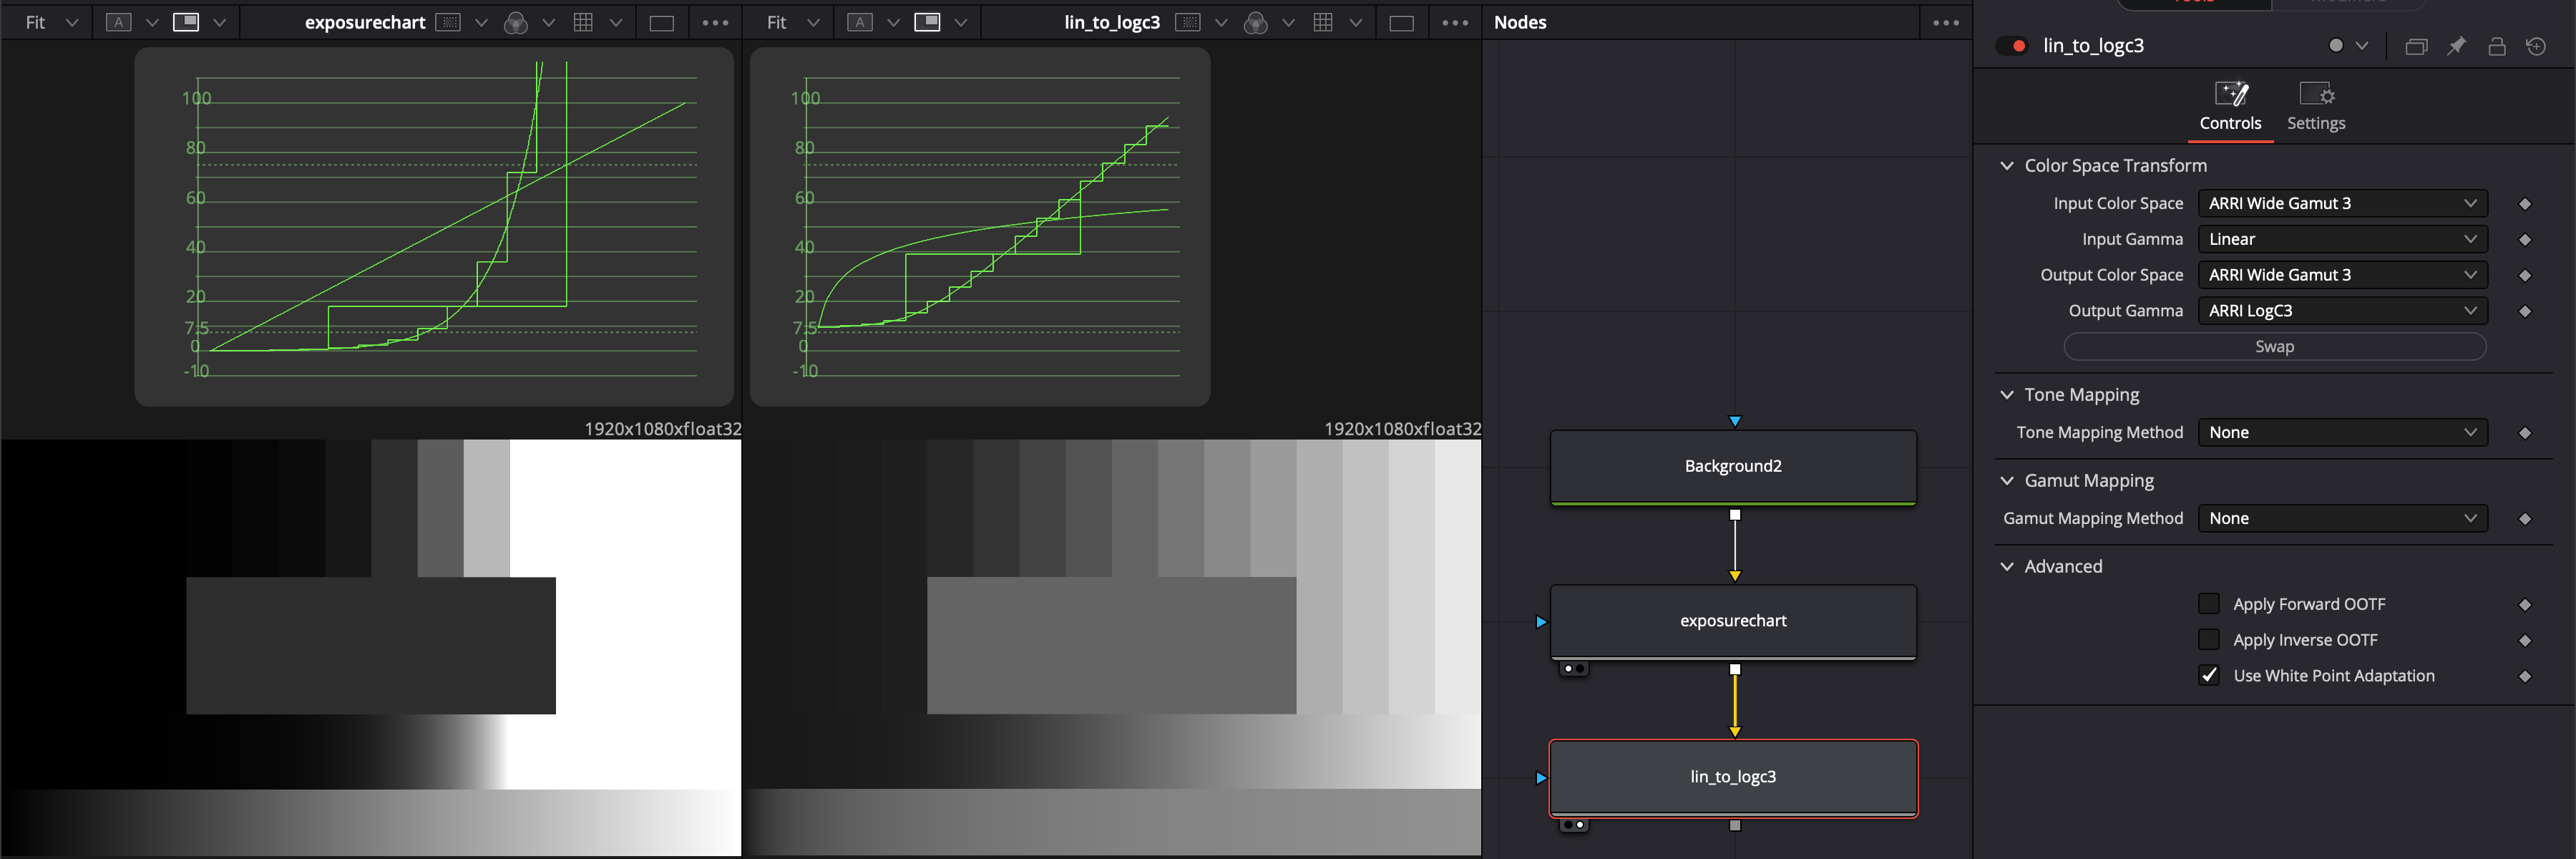 Tools Modifiers
Fit A exposurechart
Fit A lin_to_logc3
Nodes
lin_to_logc3
100
80
60
40
20
7.5
0
-10
1920x1080xfloat32
100
80
60
40
20
7.5
0
-10
1920x1080xfloat32
Background2
exposurechart
lin_to_logc3
Controls Settings
Color Space Transform
Input Color Space ARRI Wide Gamut 3
Input Gamma Linear
Output Color Space ARRI Wide Gamut 3
Output Gamma ARRI LogC3
Swap
Tone Mapping
Tone Mapping Method None
Gamut Mapping
Gamut Mapping Method None
Advanced
Apply Forward OOTF
Apply Inverse OOTF
Use White Point Adaptation